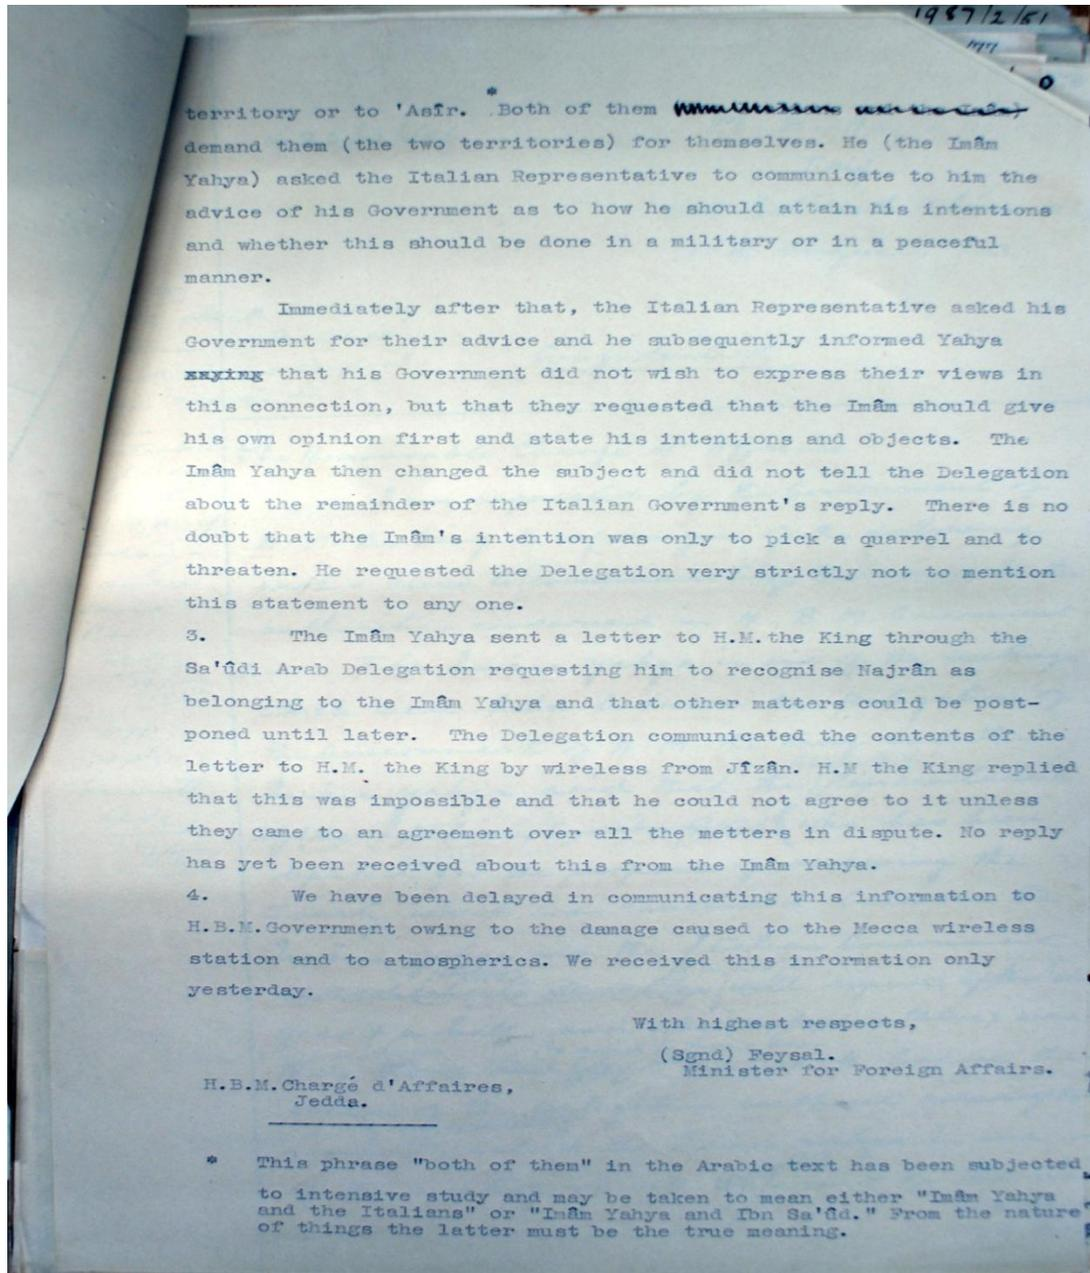 1987/2/51
territory or to 'Asîr. * Both of them
demand them (the two territories) for themselves. He (the Imâm
Yahya) asked the Italian Representative to communicate to him the
advice of his Government as to how he should attain his intentions
and whether this should be done in a military or in a peaceful
manner.
Immediately after that, the Italian Representative asked his
Government for their advice and he subsequently informed Yahya
saying that his Government did not wish to express their views in
this connection, but that they requested that the Imâm should give
his own opinion first and state his intentions and objects. The
Imâm Yahya then changed the subject and did not tell the Delegation
about the remainder of the Italian Government's reply. There is no
doubt that the Imâm's intention was only to pick a quarrel and to
threaten. He requested the Delegation very strictly not to mention
this statement to any one.
3. The Imâm Yahya sent a letter to H.M. the King through the
Sa'ûdi Arab Delegation requesting him to recognise Najrân as
belonging to the Imâm Yahya and that other matters could be post-
poned until later. The Delegation communicated the contents of the
letter to H.M. the King by wireless from Jîzân. H.M the King replied
that this was impossible and that he could not agree to it unless
they came to an agreement over all the metters in dispute. No reply
has yet been received about this from the Imâm Yahya.
4. We have been delayed in communicating this information to
H.B.M.Government owing to the damage caused to the Mecca wireless
station and to atmospherics. We received this information only
yesterday.
With highest respects,
(Sgnd) Feysal.
Minister for Foreign Affairs.
H.B.M.Chargé d'Affaires,
Jedda.
* This phrase "both of them" in the Arabic text has been subjected
to intensive study and may be taken to mean either "Imâm Yahya
and the Italians" or "Imâm Yahya and Ibn Sa'ûd." From the nature
of things the latter must be the true meaning.